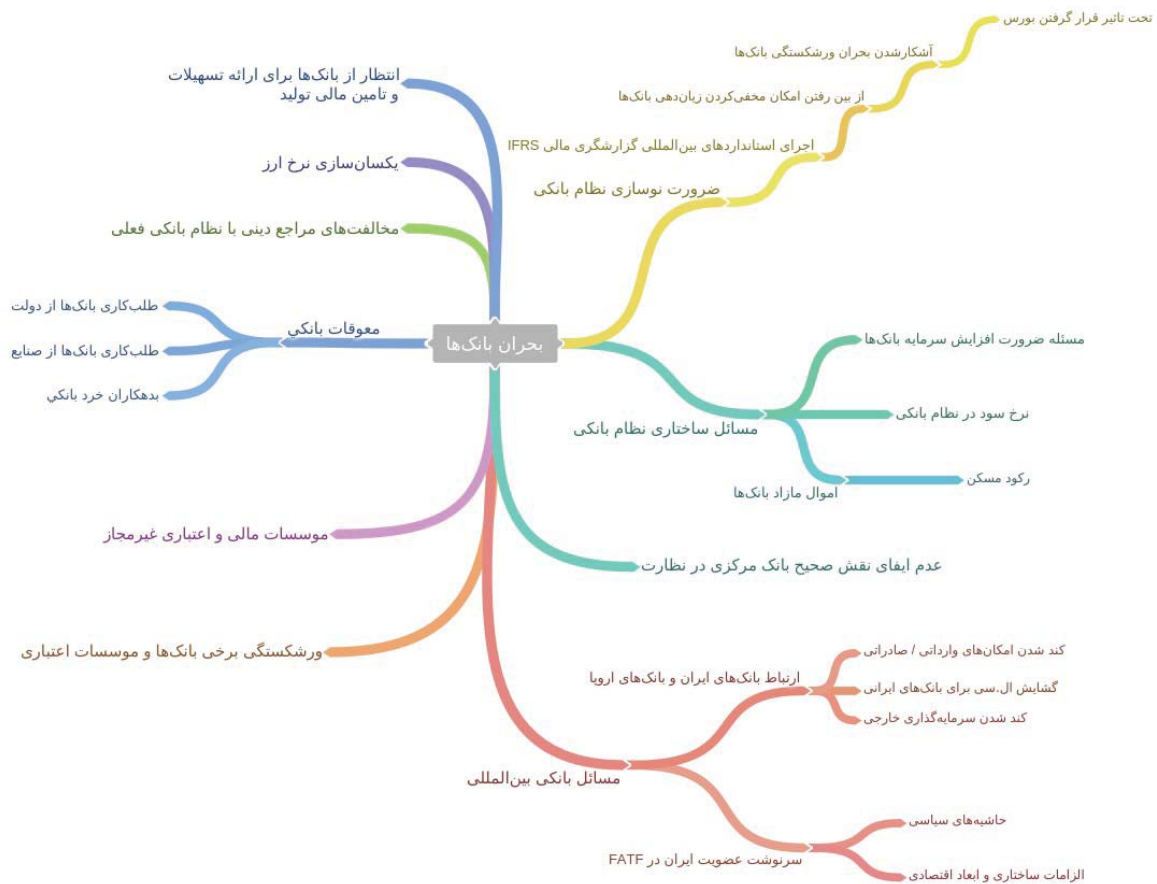 بحران بانک‌ها
تحت تاثیر قرار گرفتن بورس
آشکارشدن بحران ورشکستگی بانک‌ها
از بین رفتن امکان مخفی‌کردن زیان‌دهی بانک‌ها
اجرای استانداردهای بین‌المللی گزارشگری مالی IFRS
ضرورت نوسازی نظام بانکی
مسئله ضرورت افزایش سرمایه بانک‌ها
نرخ سود در نظام بانکی
مسائل ساختاری نظام بانکی
رکود مسکن
اموال مازاد بانک‌ها
عدم ایفای نقش صحیح بانک مرکزی در نظارت
کند شدن امکان‌های وارداتی / صادراتی
ارتباط بانک‌های ایران و بانک‌های اروپا
گشایش ال.سی برای بانک‌های ایرانی
کند شدن سرمایه‌گذاری خارجی
مسائل بانکی بین‌المللی
حاشیه‌های سیاسی
سرنوشت عضویت ایران در FATF
الزامات ساختاری و ابعاد اقتصادی
انتظار از بانک‌ها برای ارائه تسهیلات
و تامین مالی تولید
یکسان‌سازی نرخ ارز
مخالفت‌های مراجع دینی با نظام بانکی فعلی
معوقات بانكي
طلب‌کاری بانک‌ها از دولت
طلب‌کاری بانک‌ها از صنایع
بدهکاران خرد بانكي
موسسات مالی و اعتباری غیرمجاز
ورشکستگی برخی بانک‌ها و موسسات اعتباری